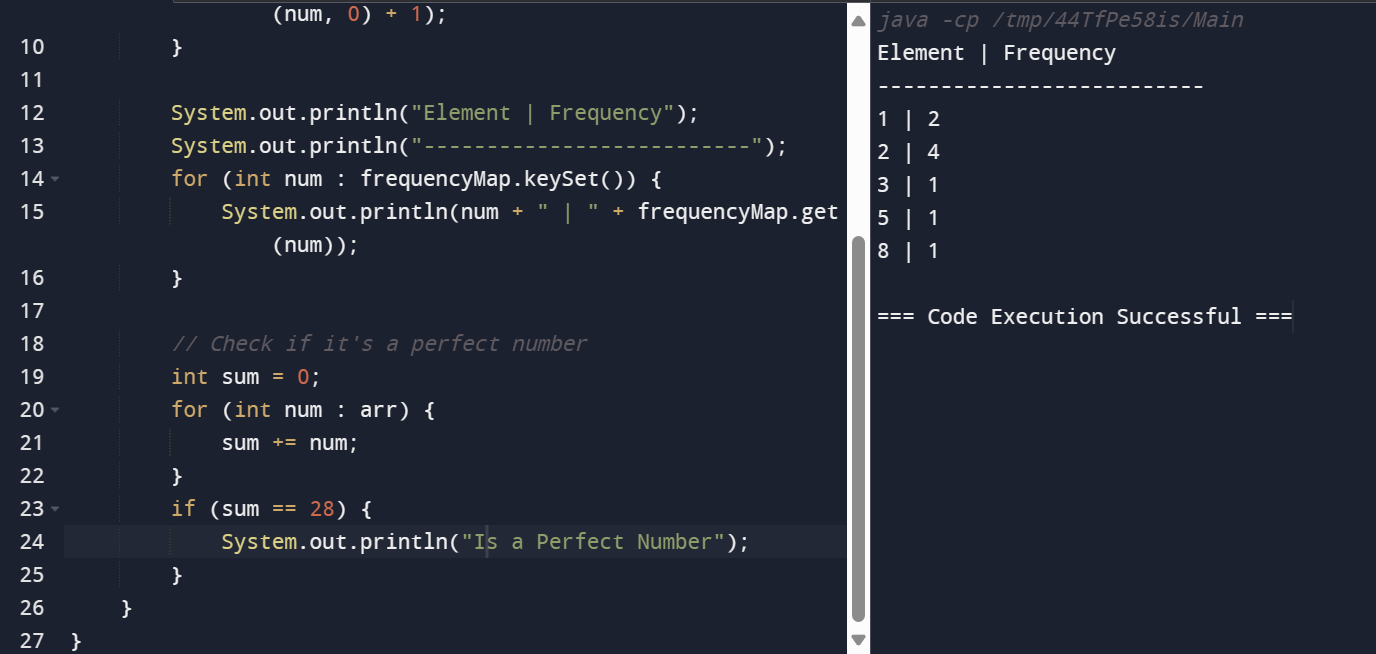 (num, 0) + 1);
10 }
11
12 System.out.println("Element | Frequency");
13 System.out.println("--------------------------");
14 for (int num : frequencyMap.keySet()) {
15 System.out.println(num + " | " + frequencyMap.get
(num));
16 }
17
18 // Check if it's a perfect number
19 int sum = 0;
20 for (int num : arr) {
21 sum += num;
22 }
23 if (sum == 28) {
24 System.out.println("Is a Perfect Number");
25 }
26 }
27 }
java -cp /tmp/44TfPe58is/Main
Element | Frequency
--------------------------
1 | 2
2 | 4
3 | 1
5 | 1
8 | 1
=== Code Execution Successful ===